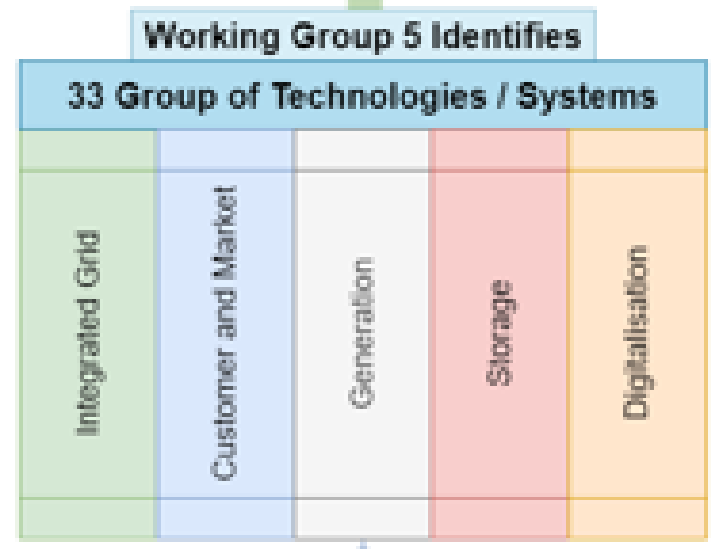 Working Group 5 Identifies
33 Group of Technologies / Systems
Integrated Grid
Customer and Market
Generation
Storage
Digitalisation